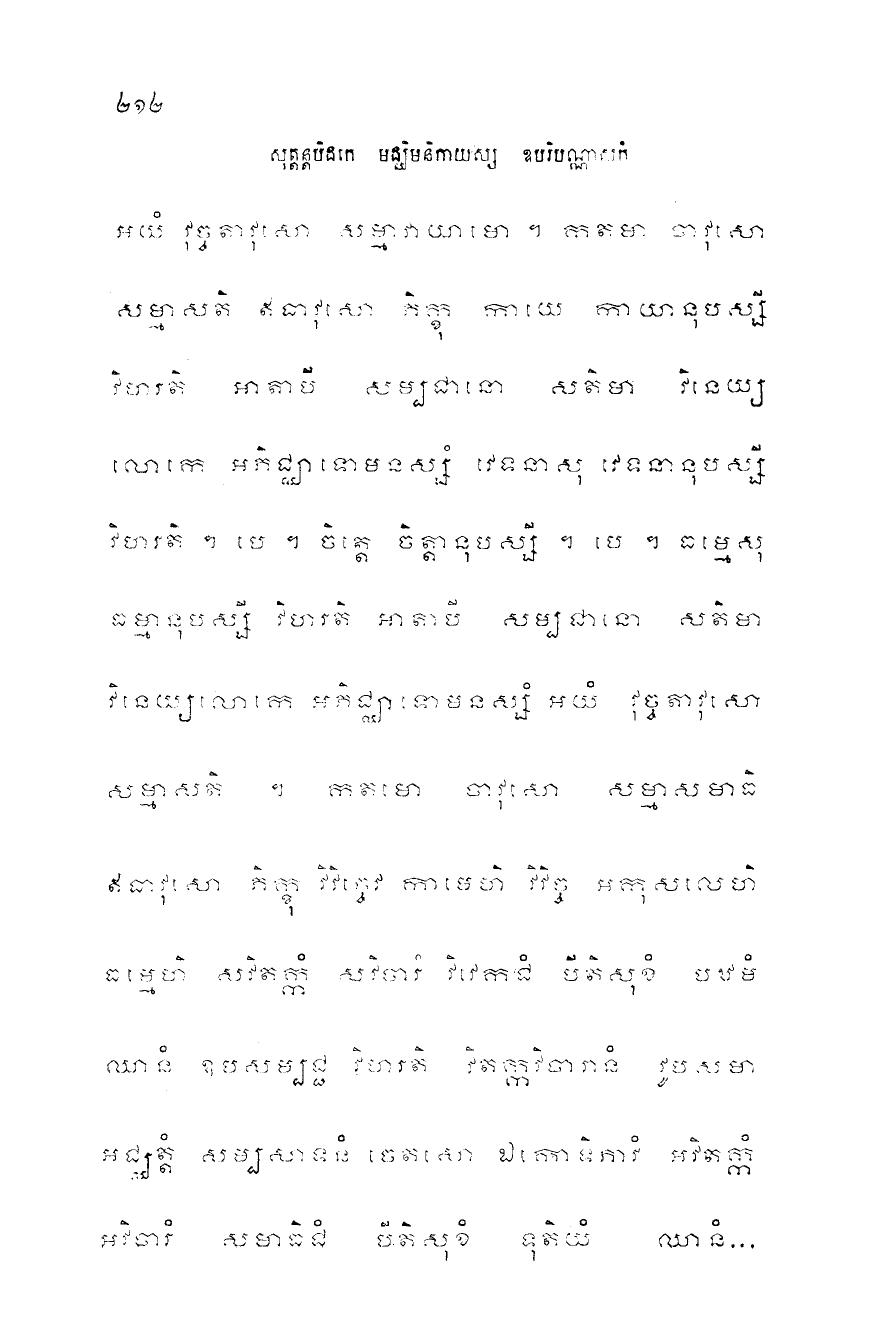 ២១២
សុត្តន្តបិដកេ មជ្ឈិមនិកាយស្ស ឧបរិបណ្ណាសកំ
អយំ វុច្ចតាវុសោ សម្មាវាយាមោ ។ កតមា ចាវុសោ
សម្មាសតិ ឥធាវុសោ ភិក្ខុ កាយេ កាយានុបស្សី
វិហរតិ អាតាបី សម្បជានោ សតិមា វិនេយ្យ
លោកេ អភិជ្ឈាទោមនស្សំ វេទនាសុ វេទនានុបស្សី
វិហរតិ ។ បេ ។ ចិត្តេ ចិត្តានុបស្សី ។ បេ ។ ធម្មេសុ
ធម្មានុបស្សី វិហរតិ អាតាបី សម្បជានោ សតិមា
វិនេយ្យលោកេ អភិជ្ឈាទោមនស្សំ អយំ វុច្ចតាវុសោ
សម្មាសតិ ។ កតមោ ចាវុសោ សម្មាសមាធិ
ឥធាវុសោ ភិក្ខុ វិវិច្ចេវ កាមេហិ វិវិច្ច អកុសលេហិ
ធម្មេហិ សវិតក្កំ សវិចារំ វិវេកជំ បីតិសុខំ បឋមំ
ឈានំ ឧបសម្បជ្ជ វិហរតិ វិតក្កវិចារានំ វូបសមា
អជ្ឈត្តំ សម្បសាទនំ ចេតសោ ឯកោទិភាវំ អវិតក្កំ
អវិចារំ សមាធិជំ បីតិសុខំ ទុតិយំ ឈានំ...